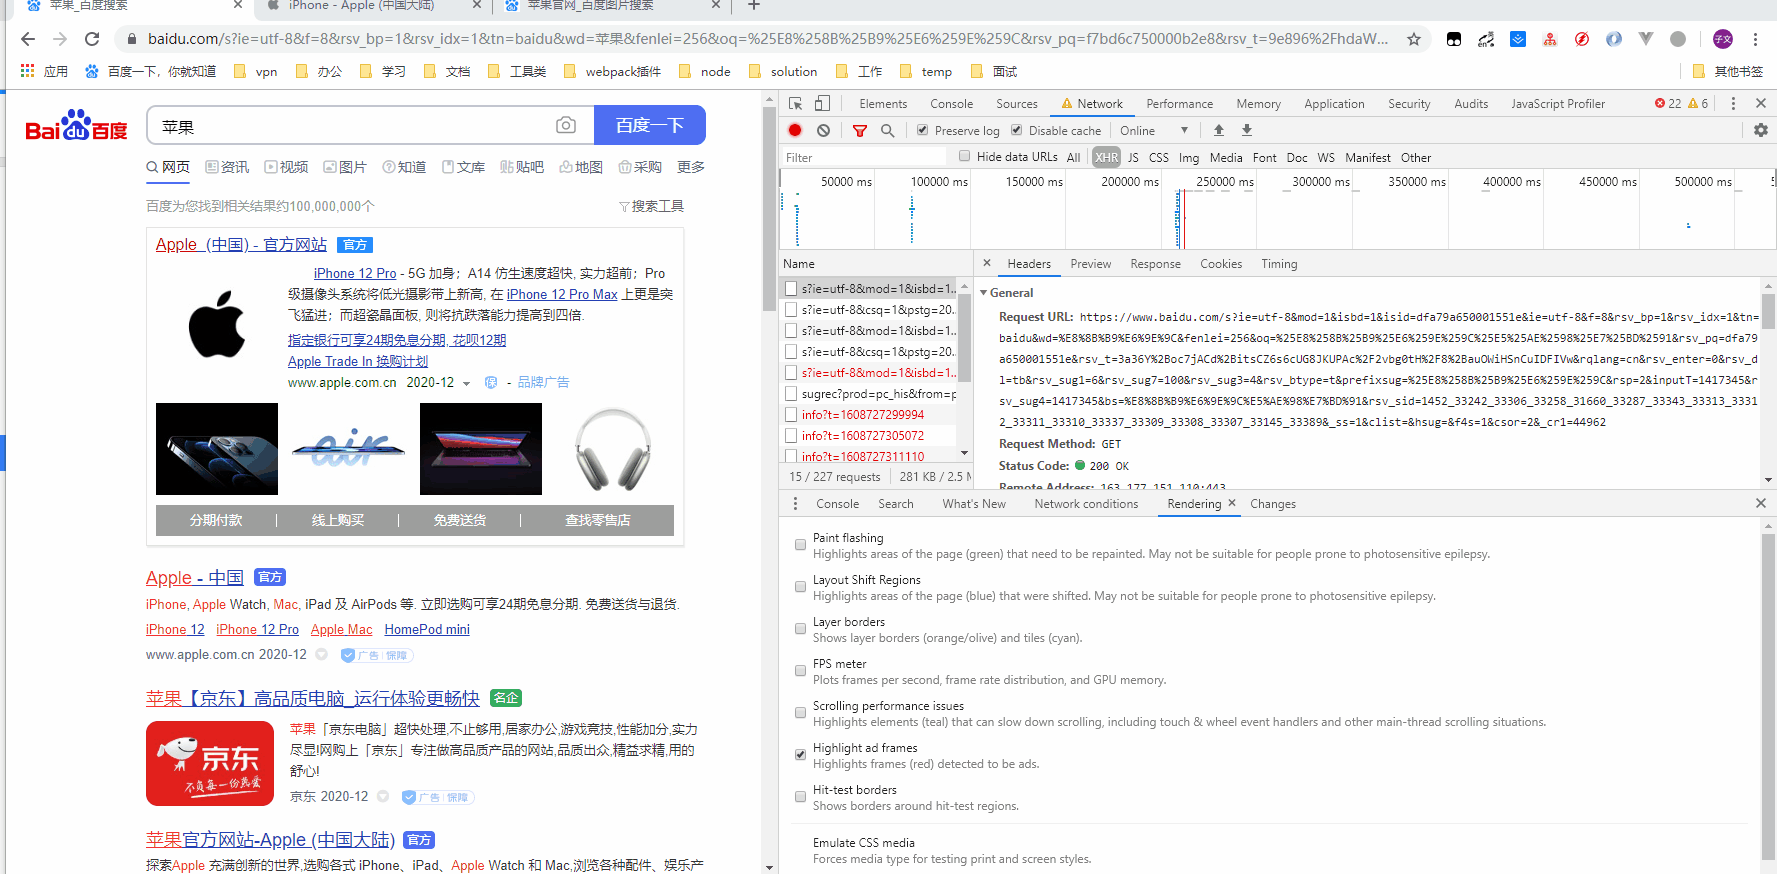 苹果_百度搜索
iPhone - Apple (中国大陆)
苹果官网_百度图片搜索
baidu.com/s?ie=utf-8&f=8&rsv_bp=1&rsv_idx=1&tn=baidu&wd=苹果&fenlei=256&oq=%25E8%258B%25B9%25E6%259E%259C&rsv_pq=f7bd6c750000b2e8&rsv_t=9e896%2FhdaW...
en
子文
应用 百度一下，你就知道 vpn 办公 学习 文档 工具类 webpack插件 node solution 工作 temp 面试 其他书签
Bai du 百度
苹果
百度一下
网页 资讯 视频 图片 知道 文库 贴吧 地图 采购 更多
百度为您找到相关结果约100,000,000个
搜索工具
Apple (中国) - 官方网站 官方
iPhone 12 Pro - 5G 加身；A14 仿生速度超快, 实力超前；Pro
级摄像头系统将低光摄影带上新高, 在 iPhone 12 Pro Max 上更是突
飞猛进；而超瓷晶面板, 则将抗跌落能力提高到四倍.
指定银行可享24期免息分期, 花呗12期
Apple Trade In 换购计划
www.apple.com.cn 2020-12 保 - 品牌广告
air
分期付款 | 线上购买 | 免费送货 | 查找零售店
Apple - 中国 官方
iPhone, Apple Watch, Mac, iPad 及 AirPods 等. 立即选购可享24期免息分期. 免费送货与退货.
iPhone 12 iPhone 12 Pro Apple Mac HomePod mini
www.apple.com.cn 2020-12 广告 保障
苹果【京东】高品质电脑_运行体验更畅快 名企
京东
不负每一份热爱
苹果「京东电脑」超快处理,不止够用,居家办公,游戏竞技,性能加分,实力
尽显!网购上「京东」专注做高品质产品的网站,品质出众,精益求精,用的
舒心!
京东 2020-12 广告 保障
苹果官方网站-Apple (中国大陆) 官方
探索Apple 充满创新的世界,选购各式 iPhone、iPad、Apple Watch 和 Mac,浏览各种配件、娱乐产
Elements Console Sources Network Performance Memory Application Security Audits JavaScript Profiler 22 6
Preserve log Disable cache Online
Filter Hide data URLs All XHR JS CSS Img Media Font Doc WS Manifest Other
50000 ms 100000 ms 150000 ms 200000 ms 250000 ms 300000 ms 350000 ms 400000 ms 450000 ms 500000 ms 5
Name
s?ie=utf-8&mod=1&isbd=1...
s?ie=utf-8&csq=1&pstg=20...
s?ie=utf-8&mod=1&isbd=1...
s?ie=utf-8&csq=1&pstg=20...
s?ie=utf-8&mod=1&isbd=1...
sugrec?prod=pc_his&from=p
info?t=1608727299994
info?t=1608727305072
info?t=1608727311110
15 / 227 requests 281 KB / 2.5 M
Headers Preview Response Cookies Timing
General
Request URL: https://www.baidu.com/s?ie=utf-8&mod=1&isbd=1&isid=dfa79a650001551e&ie=utf-8&f=8&rsv_bp=1&rsv_idx=1&tn=
baidu&wd=%E8%8B%B9%E6%9E%9C&fenlei=256&oq=%25E8%258B%25B9%25E6%259E%259C%25E5%25AE%2598%25E7%25BD%2591&rsv_pq=dfa79
a650001551e&rsv_t=3a36Y%2Boc7jACd%2BitsCZ6s6cUG8JKUPAc%2F2vbg0tH%2F8%2BauOWiHSnCuIDFIVw&rqlang=cn&rsv_enter=0&rsv_d
l=tb&rsv_sug1=6&rsv_sug7=100&rsv_sug3=4&rsv_btype=t&prefixsug=%25E8%258B%25B9%25E6%259E%259C&rsp=2&inputT=1417345&r
sv_sug4=1417345&bs=%E8%8B%B9%E6%9E%9C%E5%AE%98%E7%BD%91&rsv_sid=1452_33242_33306_33258_31660_33287_33343_33313_3331
2_33311_33310_33337_33309_33308_33307_33145_33389&_ss=1&clist=&hsug=&f4s=1&csor=2&_cr1=44962
Request Method: GET
Status Code: 200 OK
Remote Address: 163.177.151.110:443
Console Search What's New Network conditions Rendering Changes
Paint flashing
Highlights areas of the page (green) that need to be repainted. May not be suitable for people prone to photosensitive epilepsy.
Layout Shift Regions
Highlights areas of the page (blue) that were shifted. May not be suitable for people prone to photosensitive epilepsy.
Layer borders
Shows layer borders (orange/olive) and tiles (cyan).
FPS meter
Plots frames per second, frame rate distribution, and GPU memory.
Scrolling performance issues
Highlights elements (teal) that can slow down scrolling, including touch & wheel event handlers and other main-thread scrolling situations.
Highlight ad frames
Highlights frames (red) detected to be ads.
Hit-test borders
Shows borders around hit-test regions.
Emulate CSS media
Forces media type for testing print and screen styles.